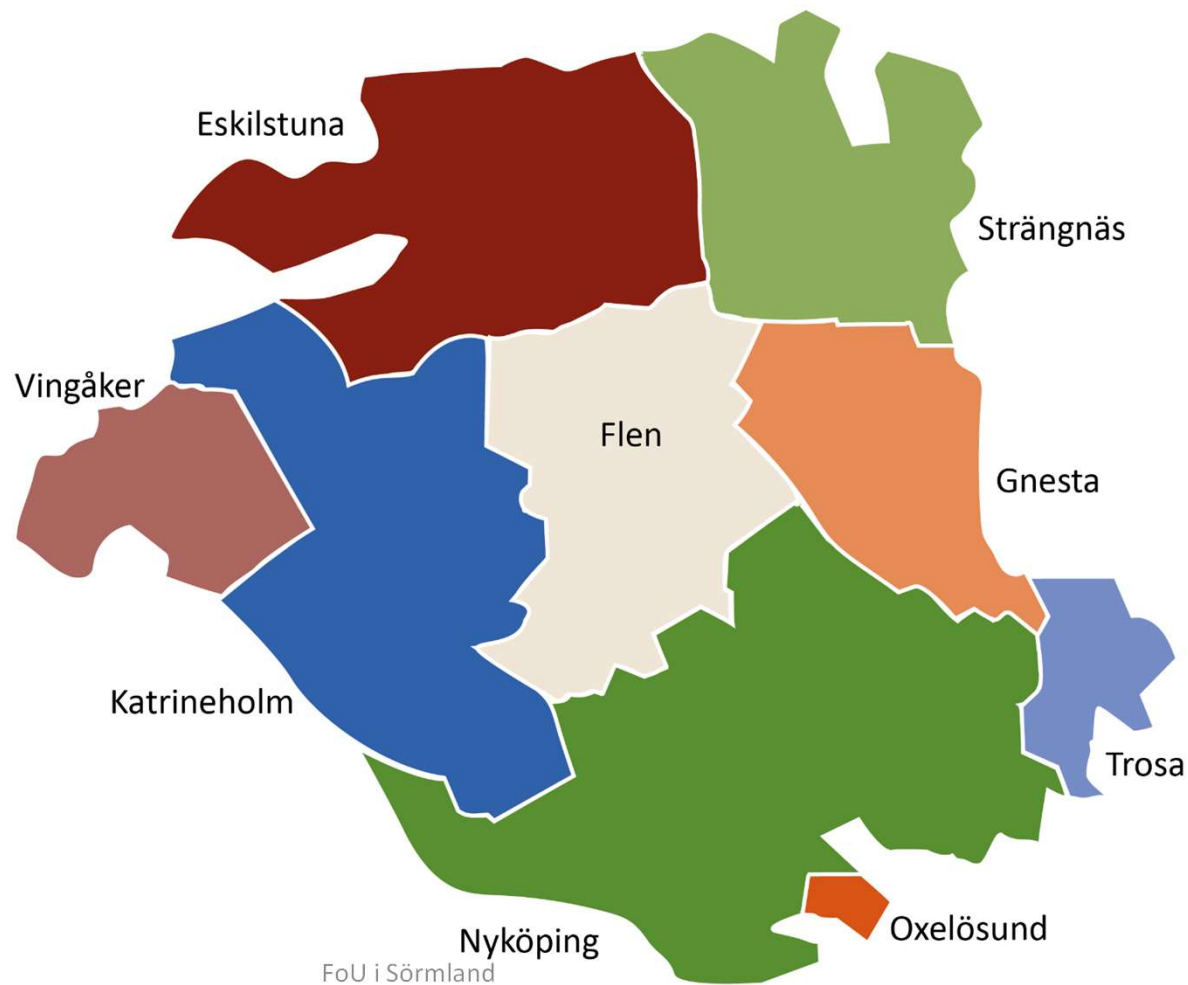 Eskilstuna
Strängnäs
Vingåker
Flen
Gnesta
Katrineholm
Trosa
Oxelösund
Nyköping
FoU i Sörmland